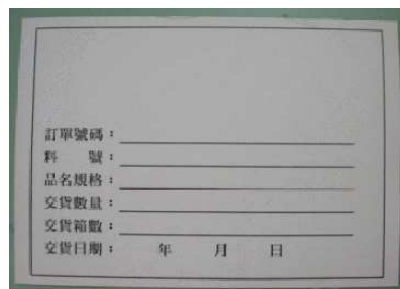 訂單號碼：
料　　號：
品名規格：
交貨數量：
交貨箱數：
交貨日期：　　年　　月　　日